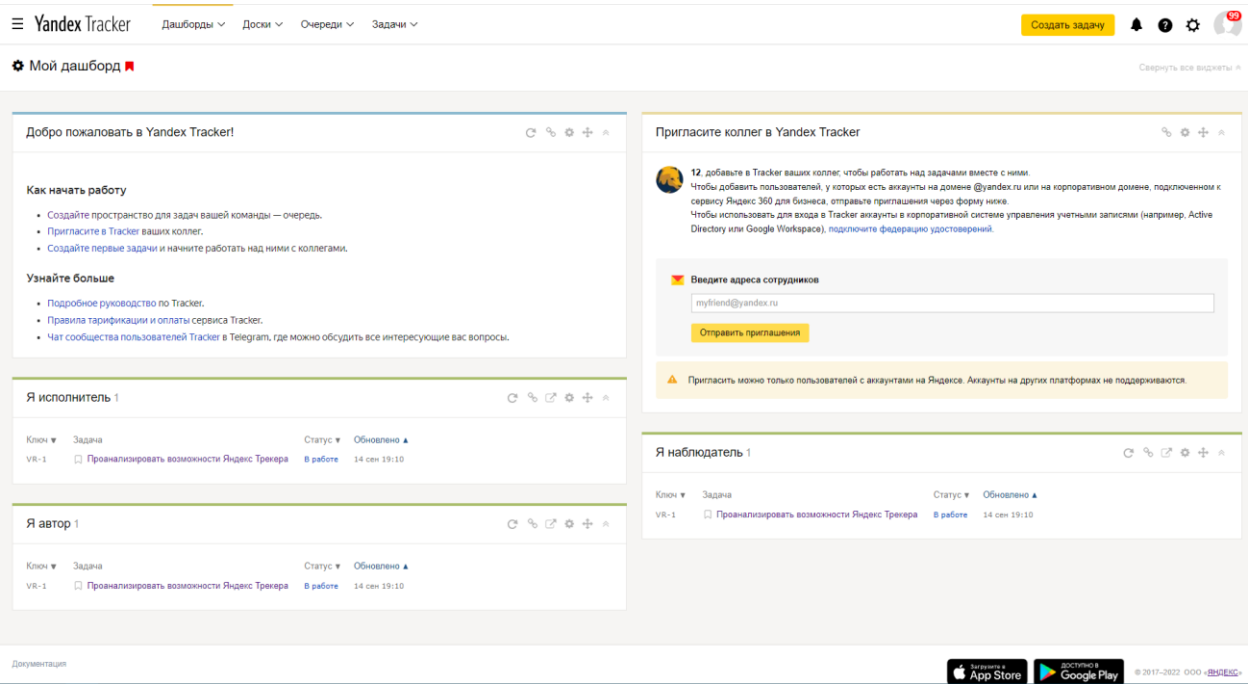 Yandex Tracker
Дашборды
Доски
Очереди
Задачи
Создать задачу
99
Мой дашборд
Свернуть все виджеты
Добро пожаловать в Yandex Tracker!
Как начать работу
Создайте пространство для задач вашей команды — очередь.
Пригласите в Tracker ваших коллег.
Создайте первые задачи и начните работать над ними с коллегами.
Узнайте больше
Подробное руководство по Tracker.
Правила тарификации и оплаты сервиса Tracker.
Чат сообщества пользователей Tracker в Telegram, где можно обсудить все интересующие вас вопросы.
Я исполнитель 1
Ключ ▼ Задача Статус ▼ Обновлено ▲
VR-1 Проанализировать возможности Яндекс Трекера В работе 14 сен 19:10
Я автор 1
Ключ ▼ Задача Статус ▼ Обновлено ▲
VR-1 Проанализировать возможности Яндекс Трекера В работе 14 сен 19:10
Пригласите коллег в Yandex Tracker
12, добавьте в Tracker ваших коллег, чтобы работать над задачами вместе с ними.
Чтобы добавить пользователей, у которых есть аккаунты на домене @yandex.ru или на корпоративном домене, подключенном к
сервису Яндекс 360 для бизнеса, отправьте приглашения через форму ниже.
Чтобы использовать для входа в Tracker аккаунты в корпоративной системе управления учетными записями (например, Active
Directory или Google Workspace), подключите федерацию удостоверений.
Введите адреса сотрудников
myfriend@yandex.ru
Отправить приглашения
Пригласить можно только пользователей с аккаунтами на Яндексе. Аккаунты на других платформах не поддерживаются.
Я наблюдатель 1
Ключ ▼ Задача Статус ▼ Обновлено ▲
VR-1 Проанализировать возможности Яндекс Трекера В работе 14 сен 19:10
Документация
Загрузите в
App Store
ДОСТУПНО В
Google Play
© 2017–2022 ООО «ЯНДЕКС»